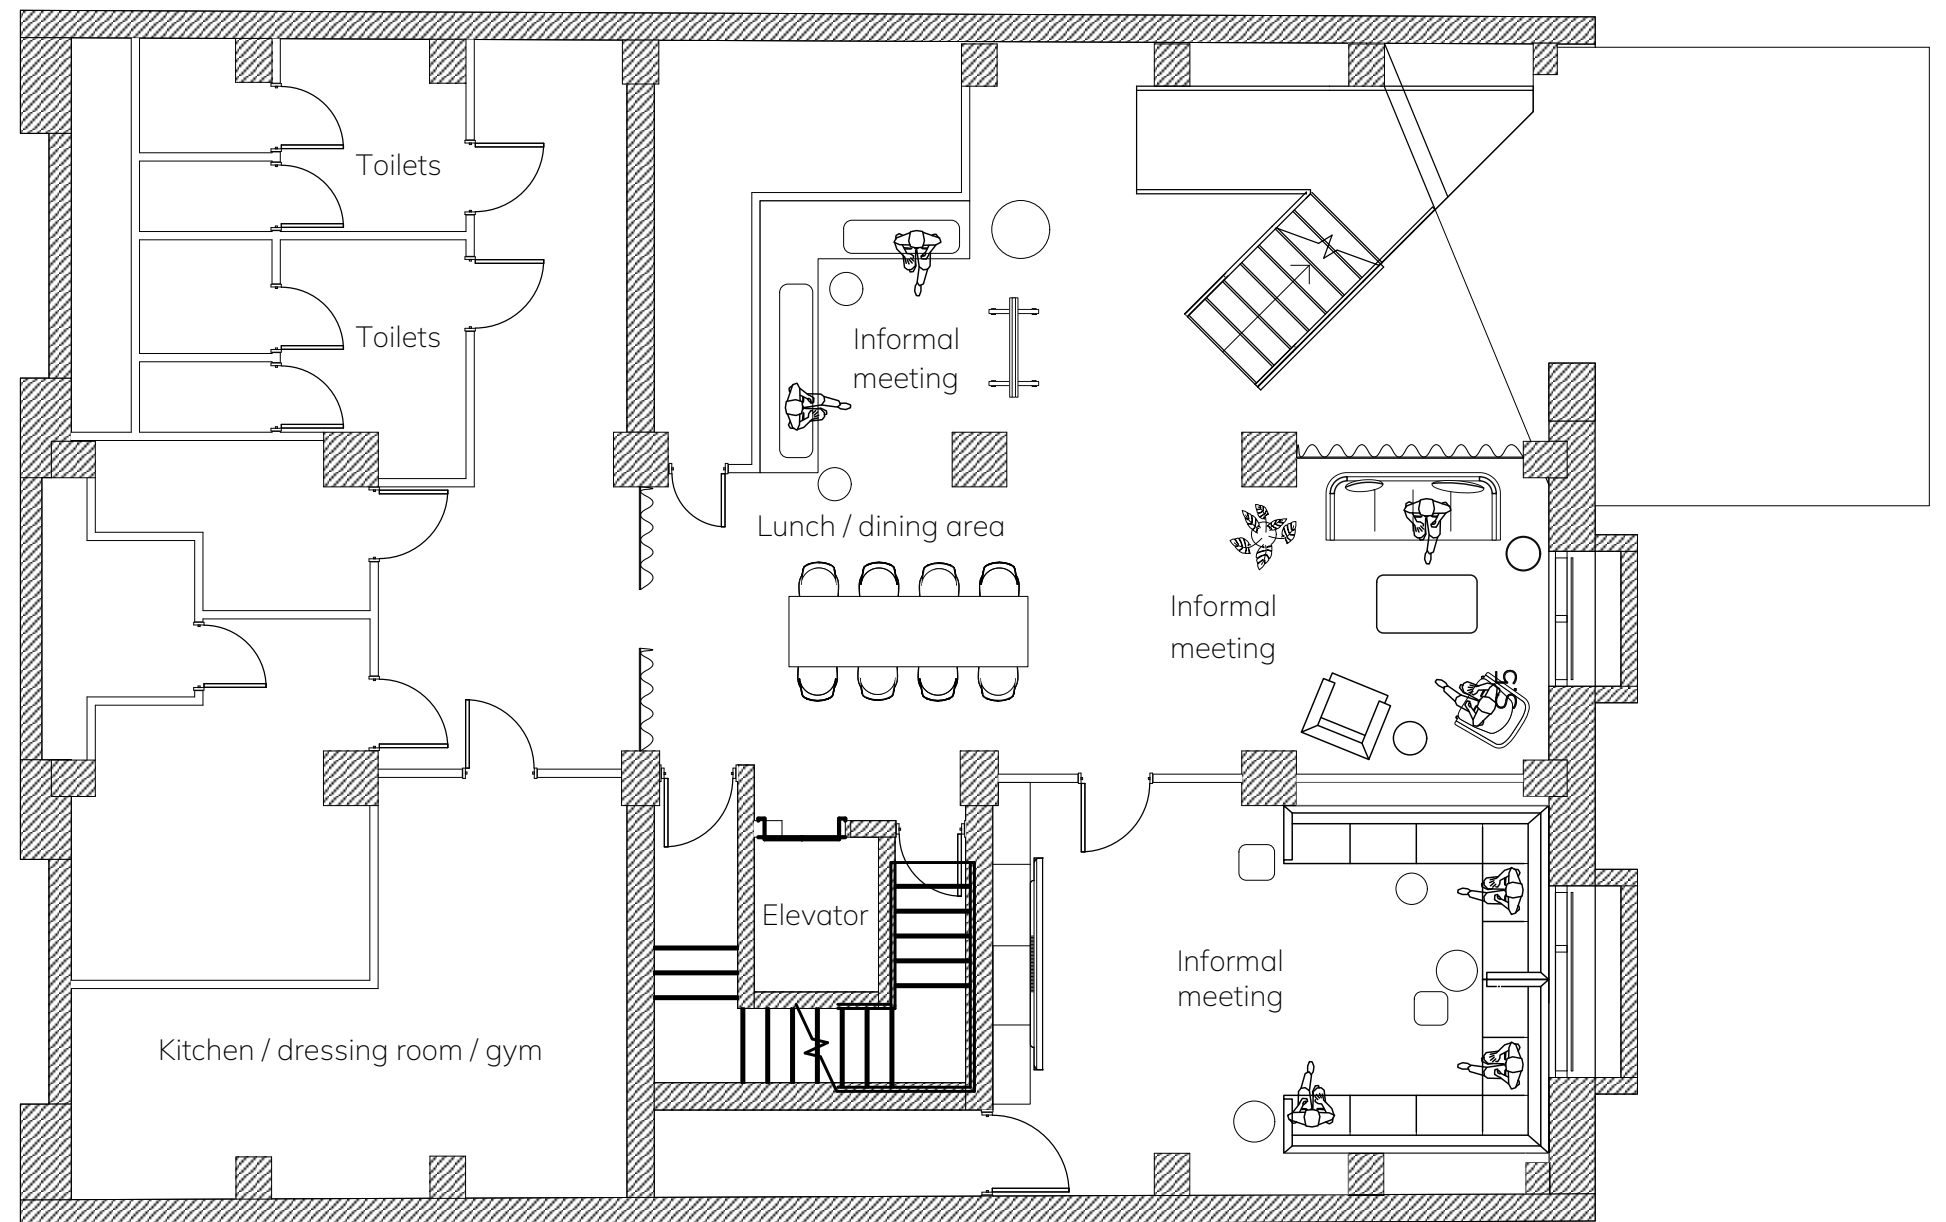 Toilets
Toilets
Informal
meeting
Lunch / dining area
Informal
meeting
Elevator
Informal
meeting
Kitchen / dressing room / gym